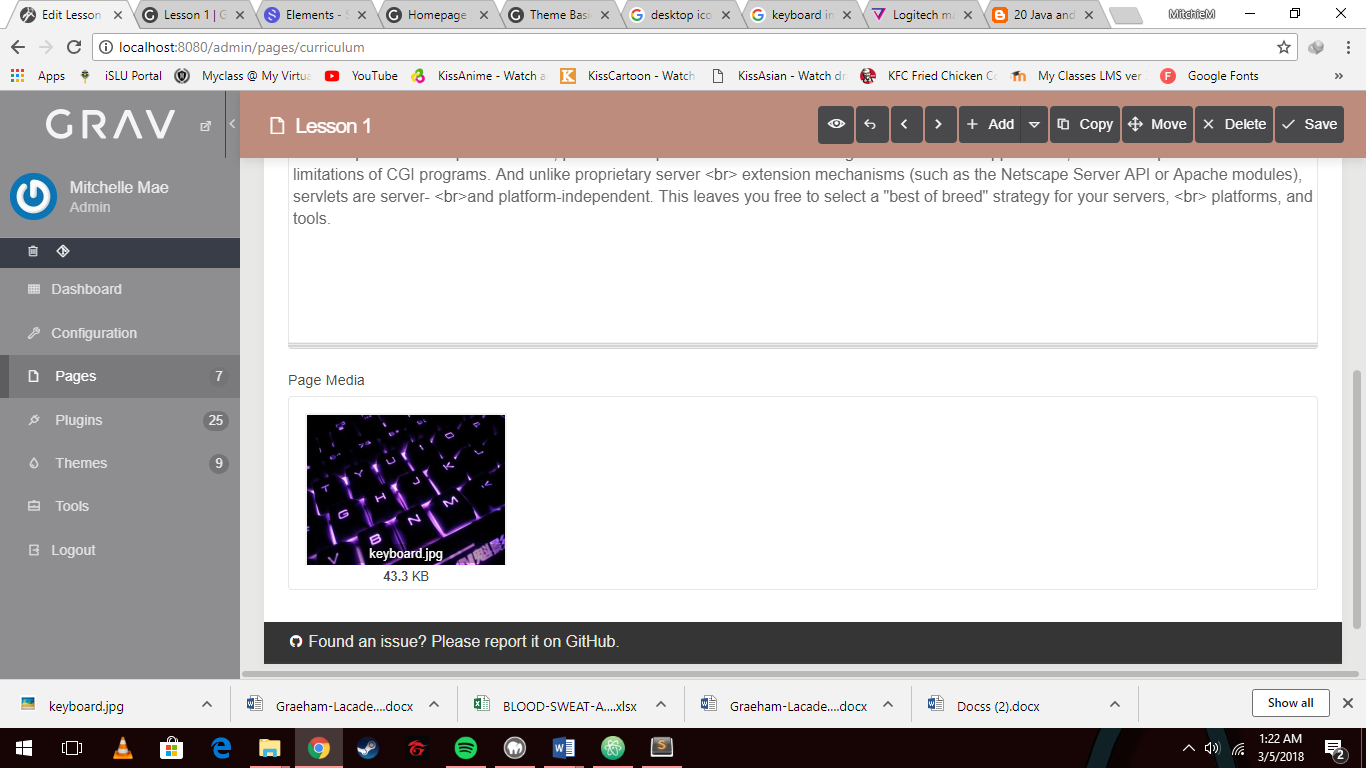 Edit Lesson
Lesson 1 | G
Elements - S
Homepage
Theme Basi
desktop ico
keyboard in
Logitech ma
20 Java and
MitchieM
localhost:8080/admin/pages/curriculum
Apps
iSLU Portal
Myclass @ My Virtua
YouTube
KissAnime - Watch a
KissCartoon - Watch
KissAsian - Watch dr
KFC Fried Chicken Co
My Classes LMS ver
Google Fonts
»
GRAV
Lesson 1
Add
Copy
Move
Delete
Save
Mitchelle Mae
Admin
Dashboard
Configuration
Pages 7
Plugins 25
Themes 9
Tools
Logout
limitations of CGI programs. And unlike proprietary server <br> extension mechanisms (such as the Netscape Server API or Apache modules),
servlets are server- <br>and platform-independent. This leaves you free to select a "best of breed" strategy for your servers, <br> platforms, and
tools.
Page Media
T Y U
G H J K L
V B N M
keyboard.jpg
43.3 KB
Found an issue? Please report it on GitHub.
keyboard.jpg
Graeham-Lacade....docx
BLOOD-SWEAT-A....xlsx
Graeham-Lacade....docx
Docss (2).docx
Show all
1:22 AM
3/5/2018
2